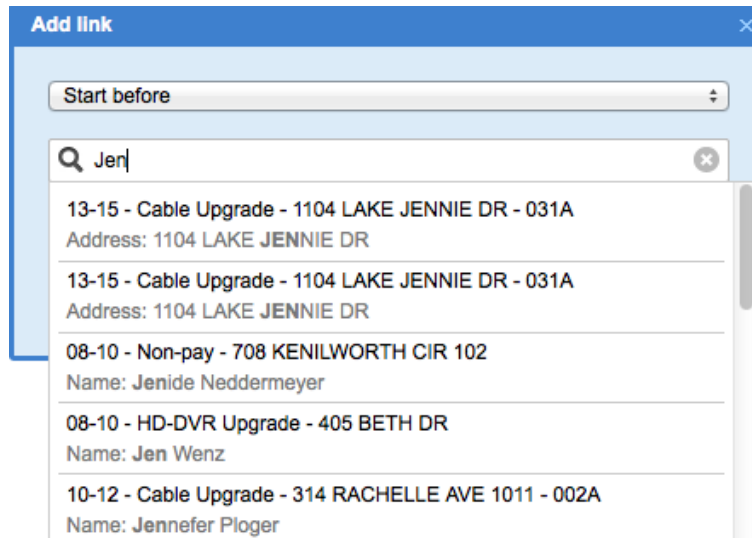 Add link
Start before
Jen
13-15 - Cable Upgrade - 1104 LAKE JENNIE DR - 031A
Address: 1104 LAKE JENNIE DR
13-15 - Cable Upgrade - 1104 LAKE JENNIE DR - 031A
Address: 1104 LAKE JENNIE DR
08-10 - Non-pay - 708 KENILWORTH CIR 102
Name: Jenide Neddermeyer
08-10 - HD-DVR Upgrade - 405 BETH DR
Name: Jen Wenz
10-12 - Cable Upgrade - 314 RACHELLE AVE 1011 - 002A
Name: Jennefer Ploger